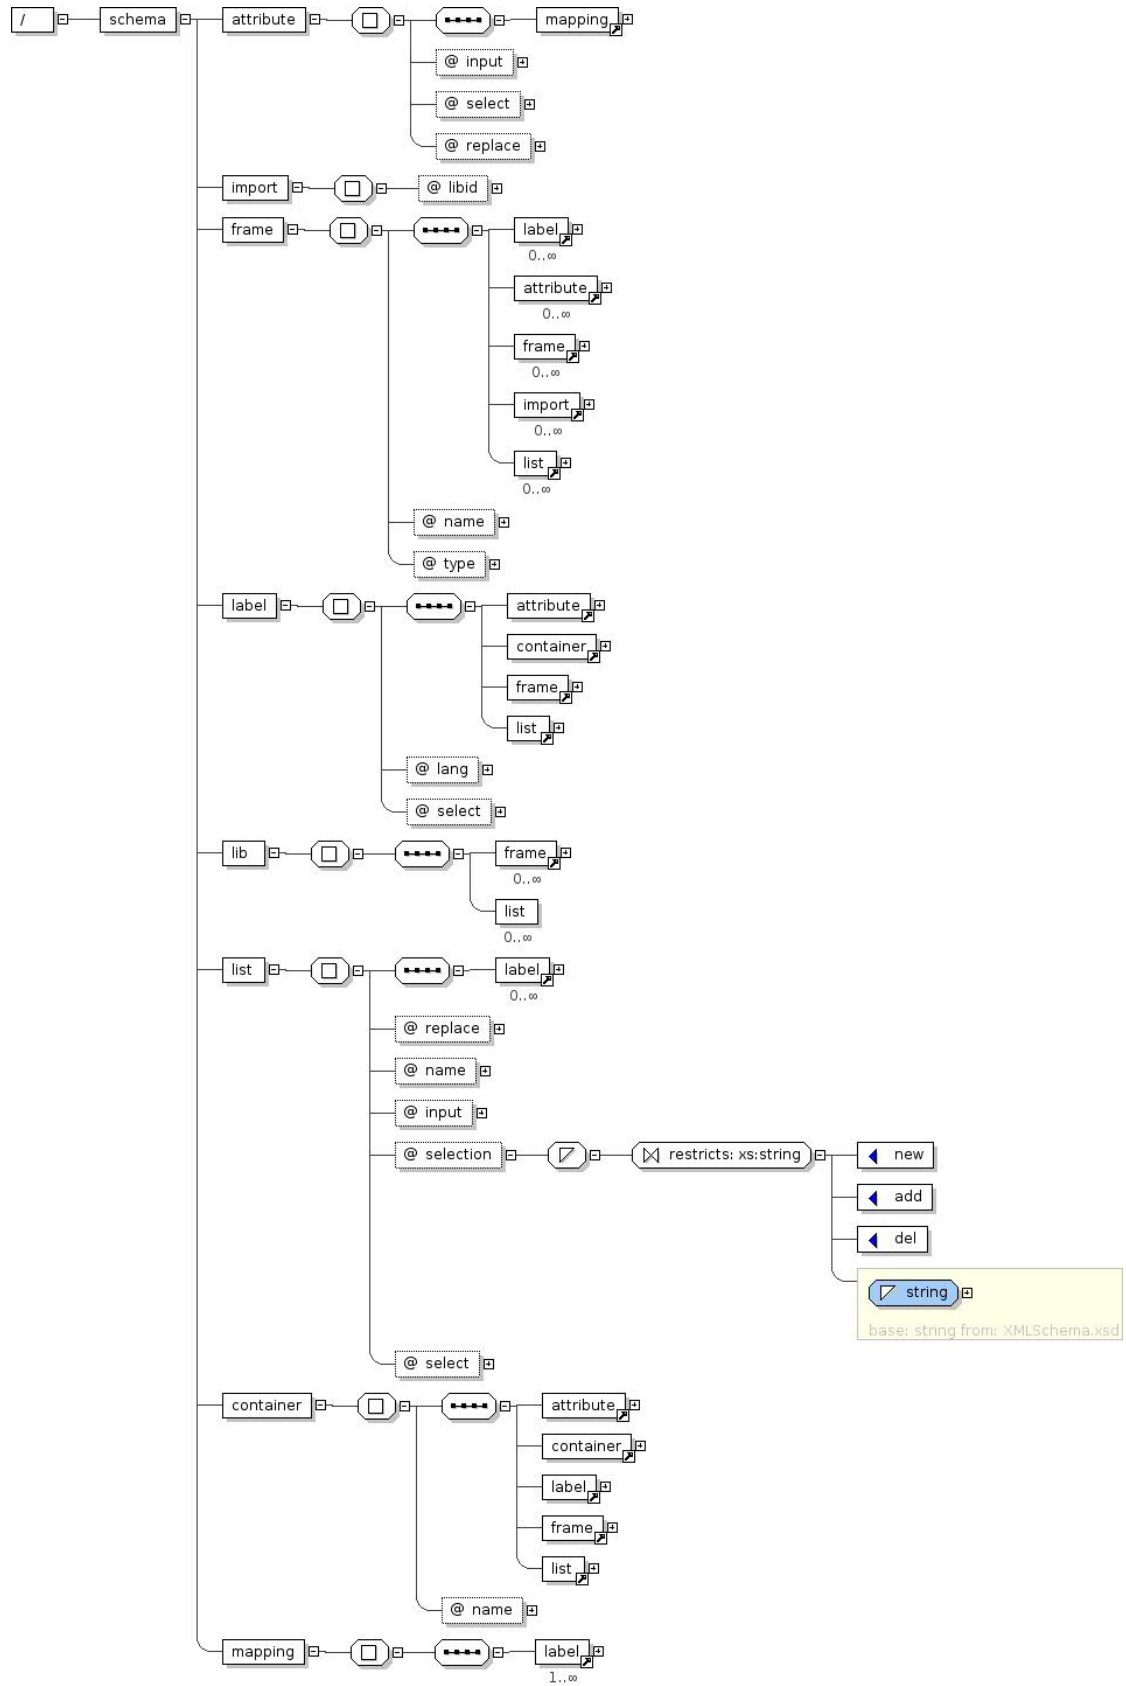 / schema attribute mapping
@ input
@ select
@ replace
import @ libid
frame label
0..∞
attribute
0..∞
frame
0..∞
import
0..∞
list
0..∞
@ name
@ type
label attribute
container
frame
list
@ lang
@ select
lib frame
0..∞
list
0..∞
list label
0..∞
@ replace
@ name
@ input
@ selection restricts: xs:string new
add
del
string
base: string from: XMLSchema.xsd
@ select
container attribute
container
label
frame
list
@ name
mapping label
1..∞